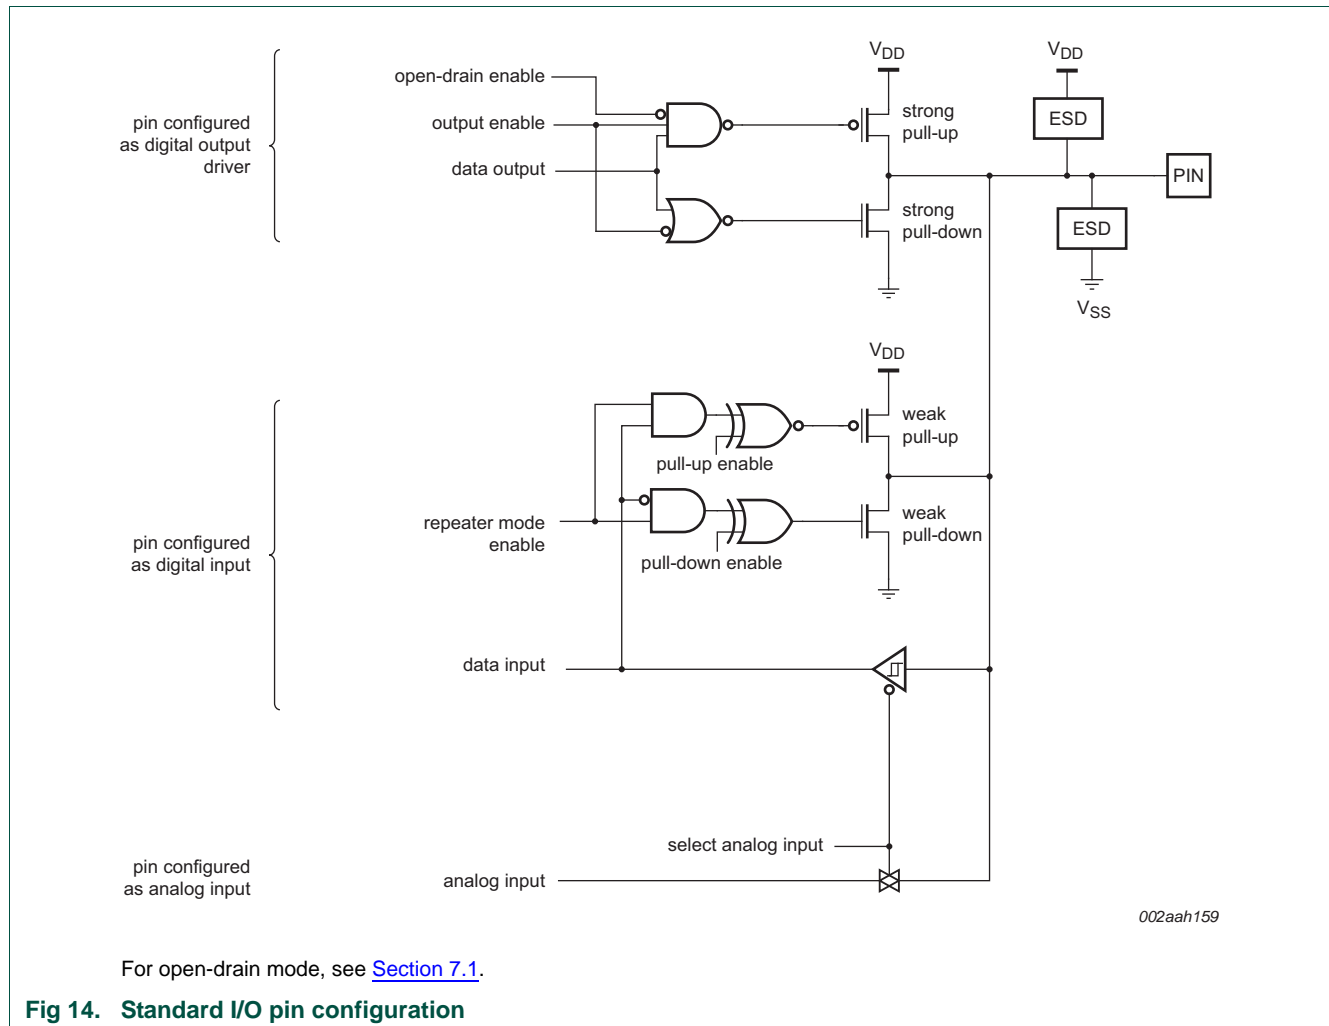 pin configured
as digital output
driver
open-drain enable
output enable
data output
VDD
strong
pull-up
strong
pull-down
VDD
ESD
PIN
ESD
VSS
pin configured
as digital input
VDD
weak
pull-up
pull-up enable
repeater mode
enable
pull-down enable
weak
pull-down
data input
pin configured
as analog input
select analog input
analog input
002aah159
For open-drain mode, see Section 7.1.
Fig 14. Standard I/O pin configuration